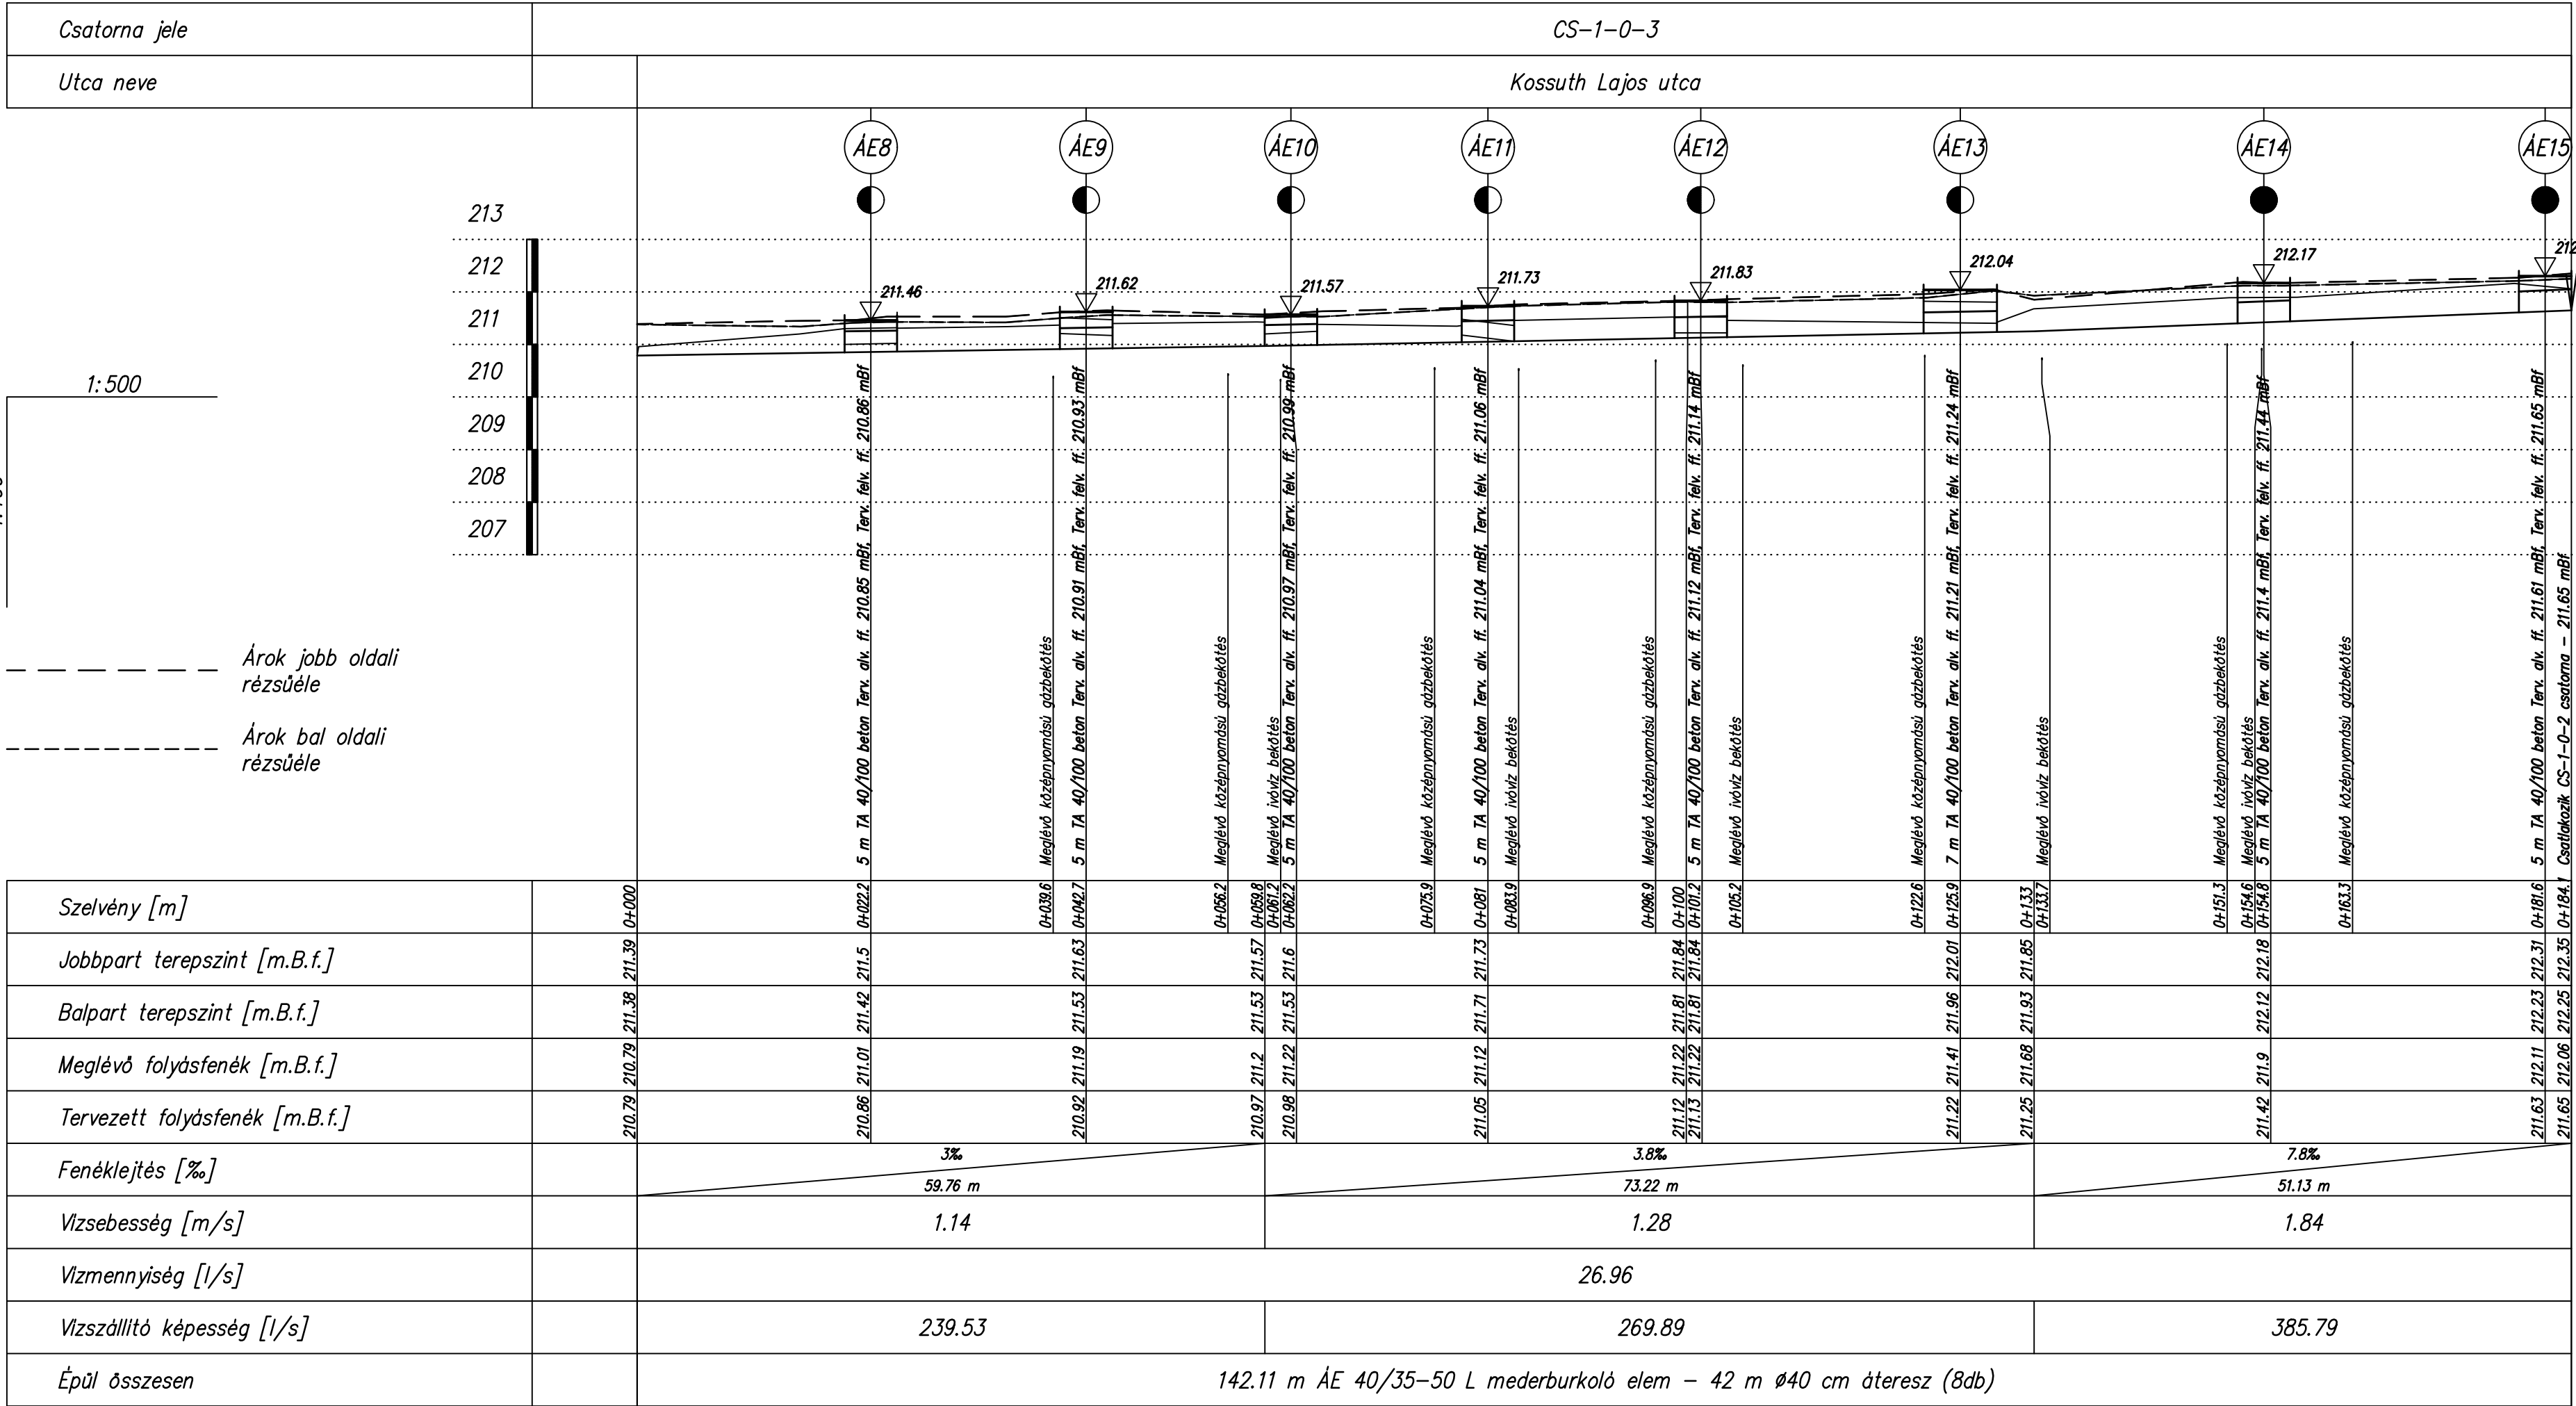 Csatorna jele
CS-1-0-3
Utca neve
Kossuth Lajos utca
ÁE8
ÁE9
ÁE10
ÁE11
ÁE12
ÁE13
ÁE14
ÁE15
213
212
211
210
209
208
207
211.46
211.62
211.57
211.73
211.83
212.04
212.17
212
1:500
Árok jobb oldali
rézsűéle
Árok bal oldali
rézsűéle
5 m TA 40/100 beton Terv. alv. ff. 210.85 mBf, Terv. felv. ff. 210.86 mBf
Meglévő középnyomású gázbekötés
5 m TA 40/100 beton Terv. alv. ff. 210.91 mBf, Terv. felv. ff. 210.93 mBf
Meglévő középnyomású gázbekötés
Meglévő ivóvíz bekötés
5 m TA 40/100 beton Terv. alv. ff. 210.97 mBf, Terv. felv. ff. 210.99 mBf
Meglévő középnyomású gázbekötés
5 m TA 40/100 beton Terv. alv. ff. 211.04 mBf, Terv. felv. ff. 211.06 mBf
Meglévő ivóvíz bekötés
Meglévő középnyomású gázbekötés
5 m TA 40/100 beton Terv. alv. ff. 211.12 mBf, Terv. felv. ff. 211.14 mBf
Meglévő ivóvíz bekötés
Meglévő középnyomású gázbekötés
7 m TA 40/100 beton Terv. alv. ff. 211.21 mBf, Terv. felv. ff. 211.24 mBf
Meglévő ivóvíz bekötés
Meglévő középnyomású gázbekötés
Meglévő ivóvíz bekötés
5 m TA 40/100 beton Terv. alv. ff. 211.4 mBf, Terv. felv. ff. 211.44 mBf
Meglévő középnyomású gázbekötés
5 m TA 40/100 beton Terv. alv. ff. 211.61 mBf, Terv. felv. ff. 211.65 mBf
Csatlakozik CS-1-0-2 csatorna - 211.65 mBf
Szelvény [m]
0+000 0+022.2 0+039.6 0+042.7 0+056.2 0+059.8 0+061.2 0+062.2 0+075.9 0+081 0+083.9 0+096.9 0+100 0+101.2 0+105.2 0+122.6 0+125.9 0+133 0+133.7 0+151.3 0+154.6 0+154.8 0+163.3 0+181.6 0+184.1
Jobbpart terepszint [m.B.f.]
211.39 211.5 211.63 211.57 211.6 211.73 211.84 211.84 212.01 211.85 212.18 212.31 212.35
Balpart terepszint [m.B.f.]
211.38 211.42 211.53 211.53 211.53 211.71 211.81 211.81 211.96 211.93 212.12 212.23 212.25
Meglévő folyásfenék [m.B.f.]
210.79 211.01 211.19 211.2 211.22 211.12 211.22 211.22 211.41 211.68 211.9 212.11 212.06
Tervezett folyásfenék [m.B.f.]
210.79 210.86 210.92 210.97 210.98 211.05 211.12 211.13 211.22 211.25 211.42 211.63 211.65
Fenéklejtés [‰]
3‰
59.76 m
3.8‰
73.22 m
7.8‰
51.13 m
Vízsebesség [m/s]
1.14
1.28
1.84
Vízmennyiség [l/s]
26.96
Vízszállító képesség [l/s]
239.53
269.89
385.79
Épül összesen
142.11 m ÁE 40/35-50 L mederburkoló elem - 42 m ø40 cm áteresz (8db)